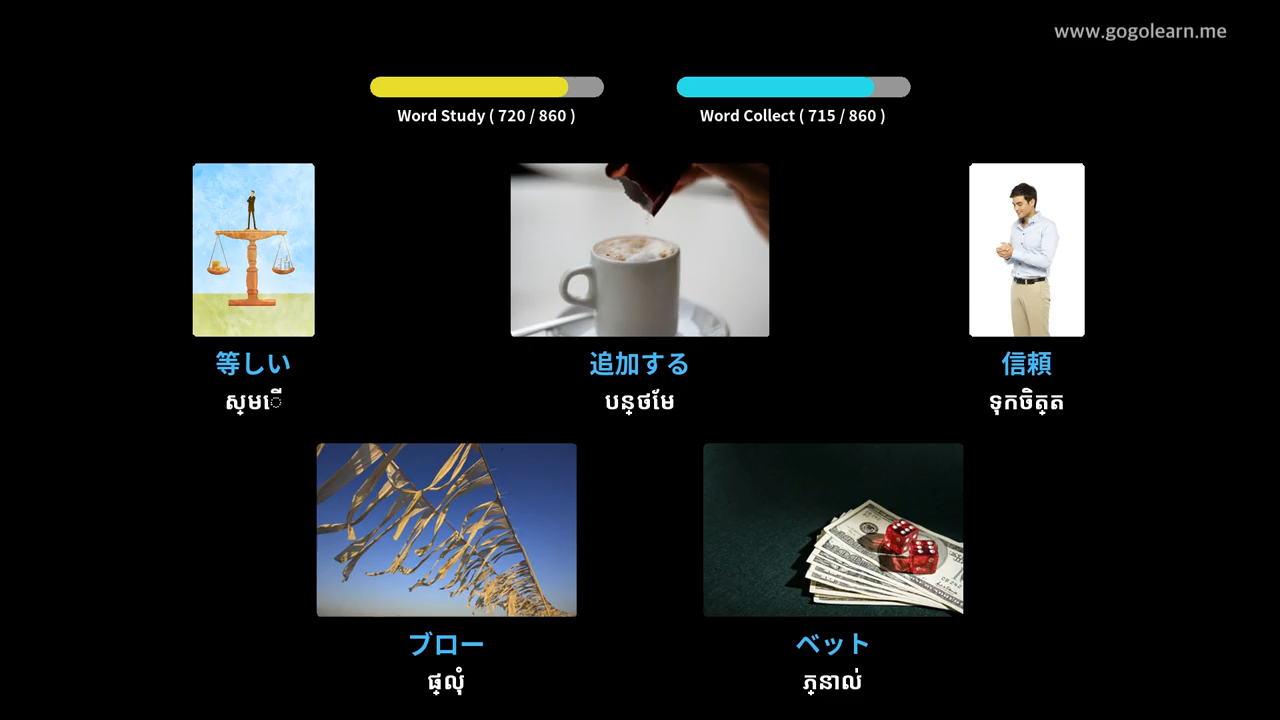 www.gogolearn.me
Word Study ( 720 / 860 )
Word Collect ( 715 / 860 )
等しい
追加する
信頼
ស្មើ
បន្ថែម
ទុកចិត្ត
ブロー
ベット
ផ្លុំ
ភ្នាល់